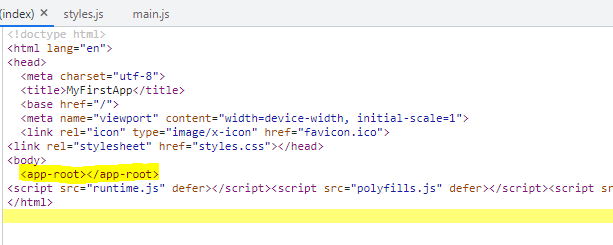 (index) × styles.js main.js
<!doctype html>
<html lang="en">
<head>
<meta charset="utf-8">
<title>MyFirstApp</title>
<base href="/">
<meta name="viewport" content="width=device-width, initial-scale=1">
<link rel="icon" type="image/x-icon" href="favicon.ico">
<link rel="stylesheet" href="styles.css"></head>
<body>
<app-root></app-root>
<script src="runtime.js" defer></script><script src="polyfills.js" defer></script><script s
</html>